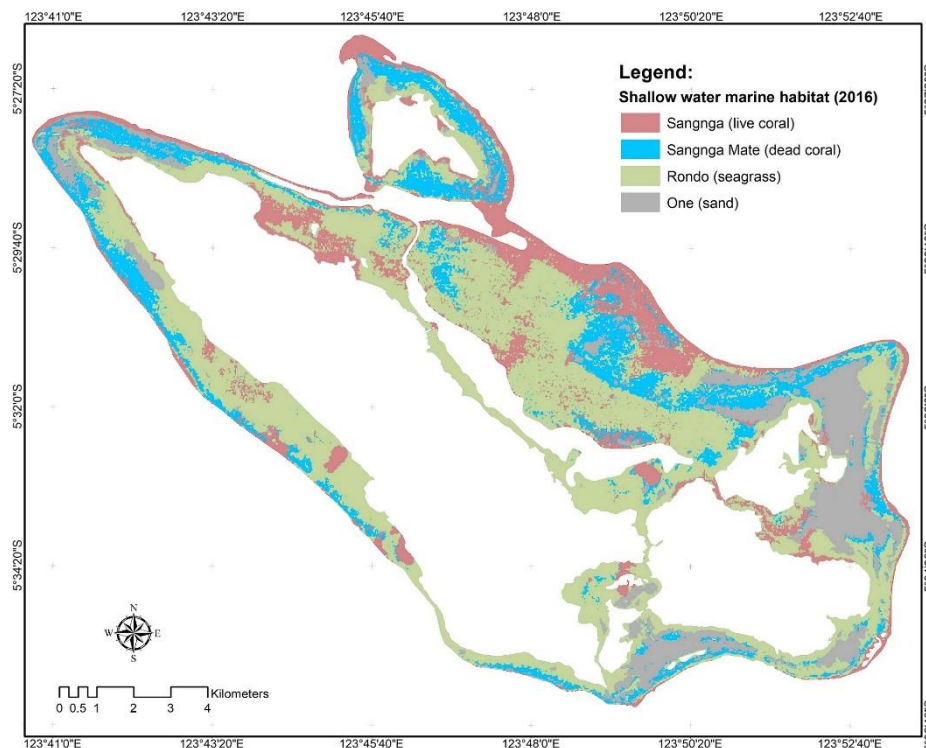 123°41'0"E 123°43'20"E 123°45'40"E 123°48'0"E 123°50'20"E 123°52'40"E
5°27'20"S
Legend:
Shallow water marine habitat (2016)
Sangnga (live coral)
Sangnga Mate (dead coral)
Rondo (seagrass)
One (sand)
5°29'40"S
5°32'0"S
5°34'20"S
N
W E
S
Kilometers
0 0.5 1 2 3 4
123°41'0"E 123°43'20"E 123°45'40"E 123°48'0"E 123°50'20"E 123°52'40"E